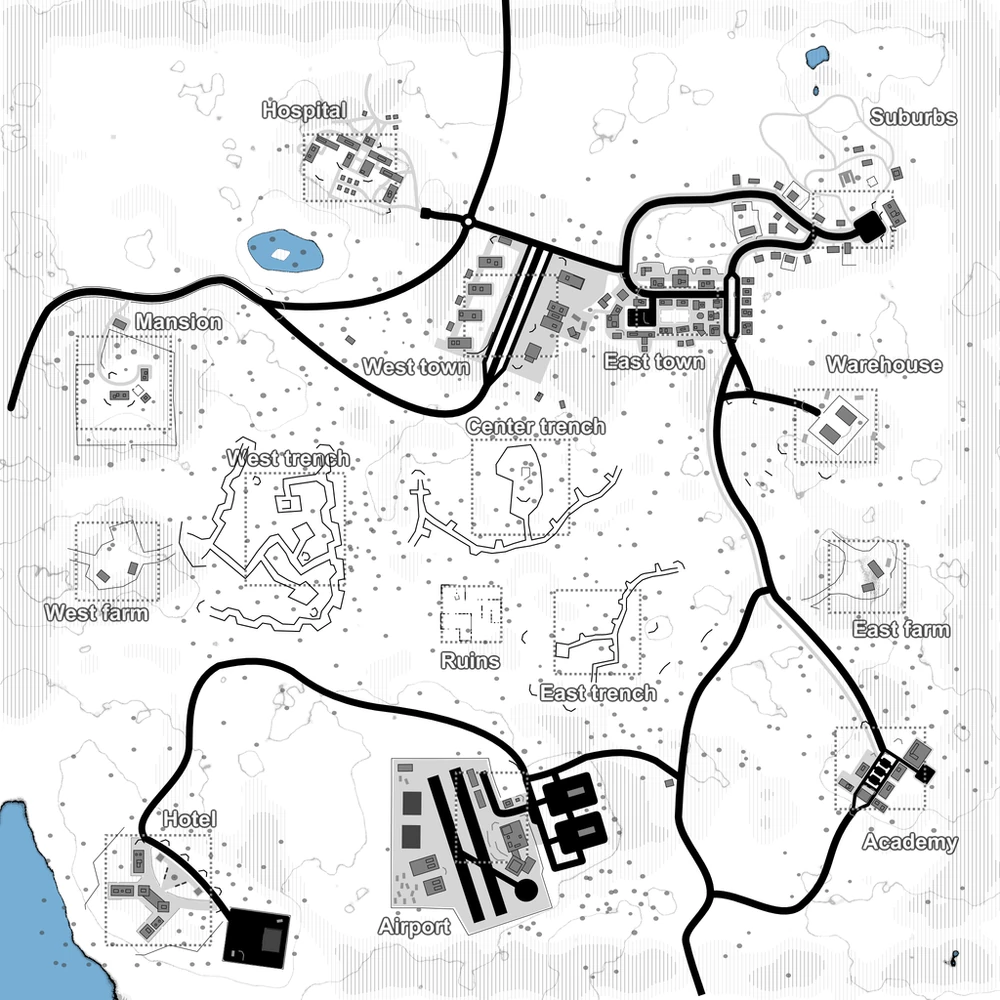 Hospital
Suburbs
Mansion
West town
East town
Warehouse
Center trench
West trench
West farm
East farm
Ruins
East trench
Hotel
Academy
Airport